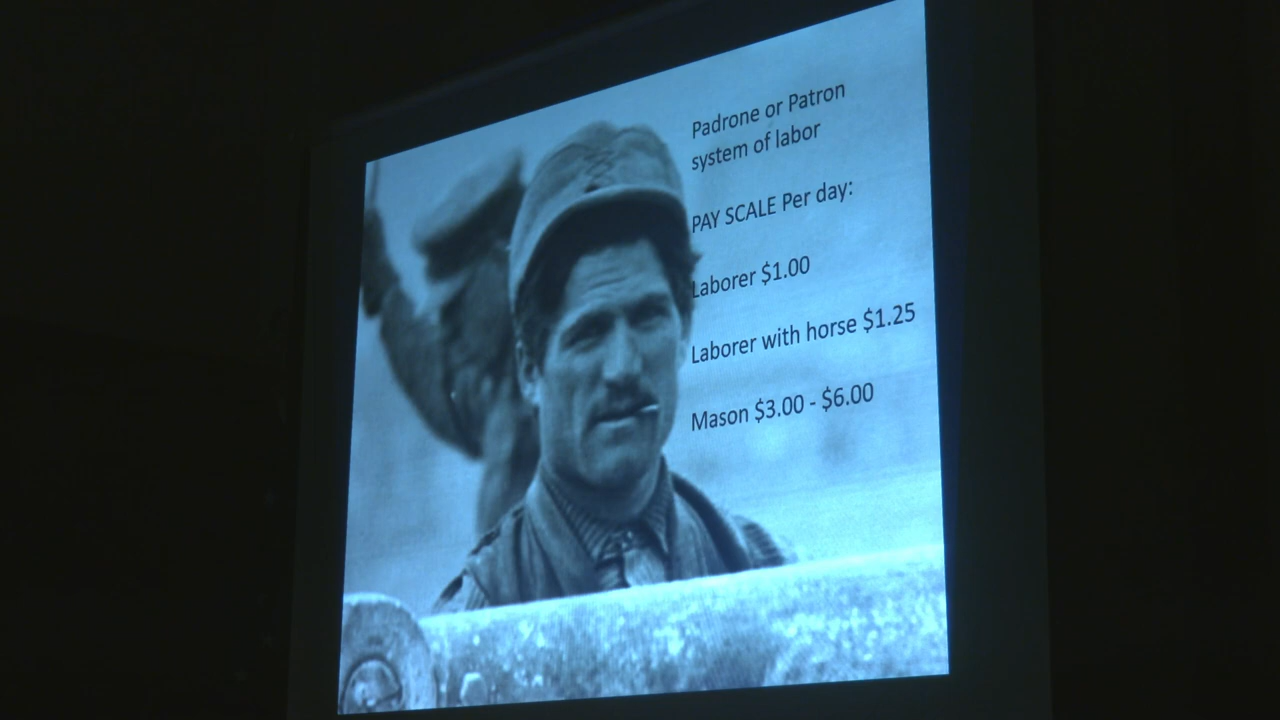 Padrone or Patron
system of labor
PAY SCALE Per day:
Laborer $1.00
Laborer with horse $1.25
Mason $3.00 - $6.00